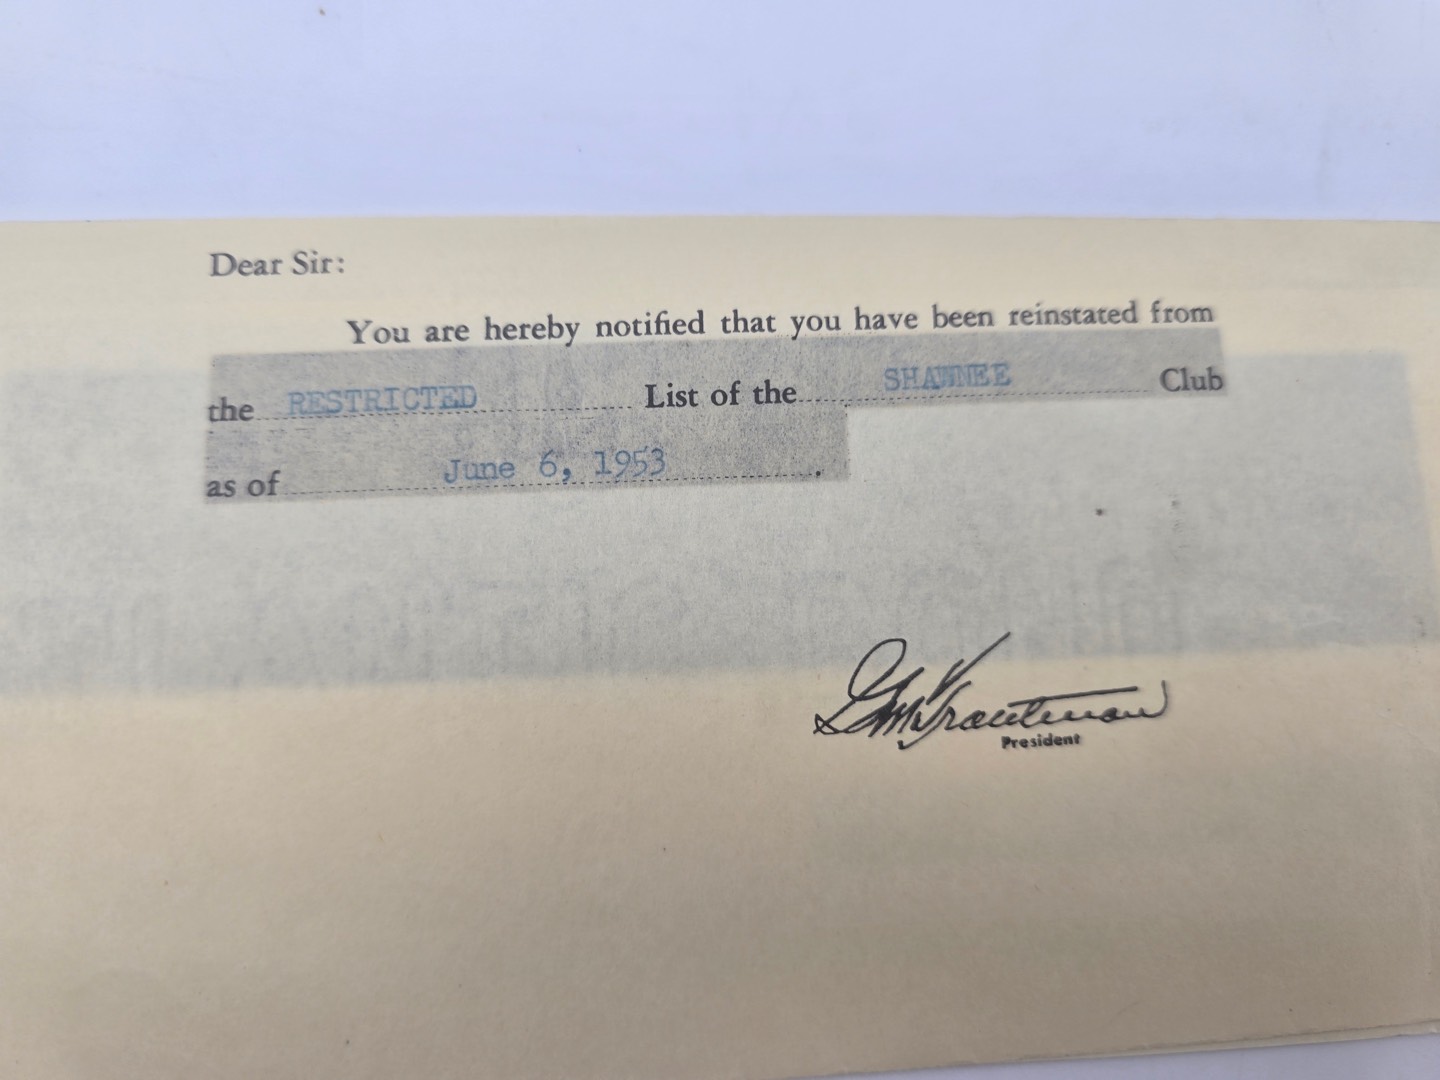 Dear Sir:
You are hereby notified that you have been reinstated from
the RESTRICTED List of the SHAWNEE Club
as of June 6, 1953.
G M Trautman
President